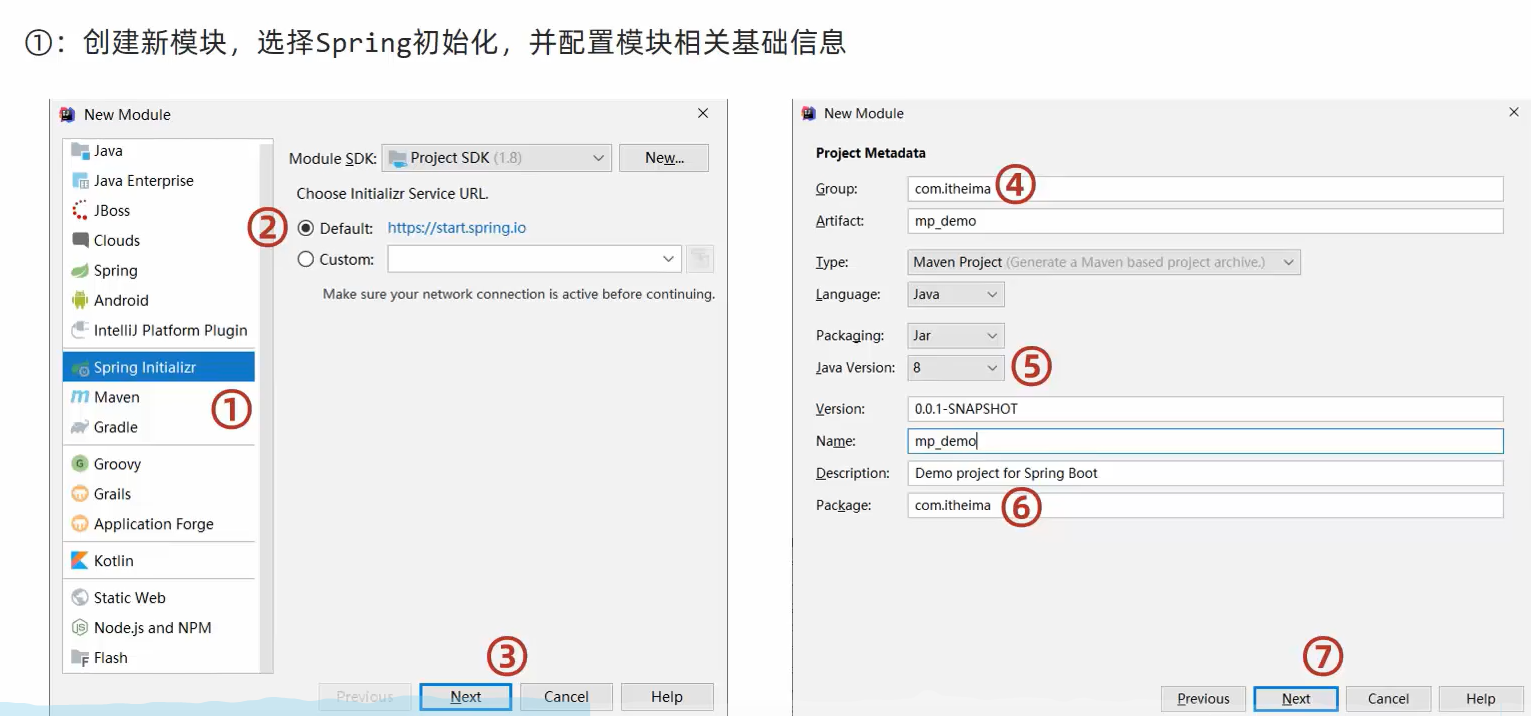 ①：创建新模块，选择Spring初始化，并配置模块相关基础信息
New Module
Java
Java Enterprise
JBoss
Clouds
Spring
Android
IntelliJ Platform Plugin
Spring Initializr
①
Maven
Gradle
Groovy
Grails
Application Forge
Kotlin
Static Web
Node.js and NPM
Flash
Module SDK: Project SDK (1.8) New...
Choose Initializr Service URL.
② Default: https://start.spring.io
Custom:
Make sure your network connection is active before continuing.
③
Previous Next Cancel Help
New Module
Project Metadata
Group: com.itheima ④
Artifact: mp_demo
Type: Maven Project (Generate a Maven based project archive.)
Language: Java
Packaging: Jar
Java Version: 8 ⑤
Version: 0.0.1-SNAPSHOT
Name: mp_demo
Description: Demo project for Spring Boot
Package: com.itheima ⑥
⑦
Previous Next Cancel Help